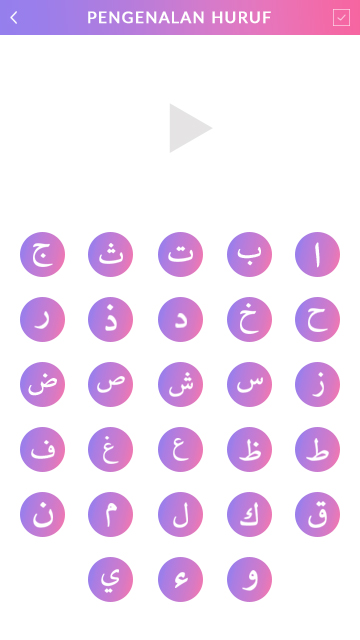 PENGENALAN HURUF
ا ب ت ث ج
ح خ د ذ ر
ز س ش ص ض
ط ظ ع غ ف
ق ك ل م ن
و ء ي